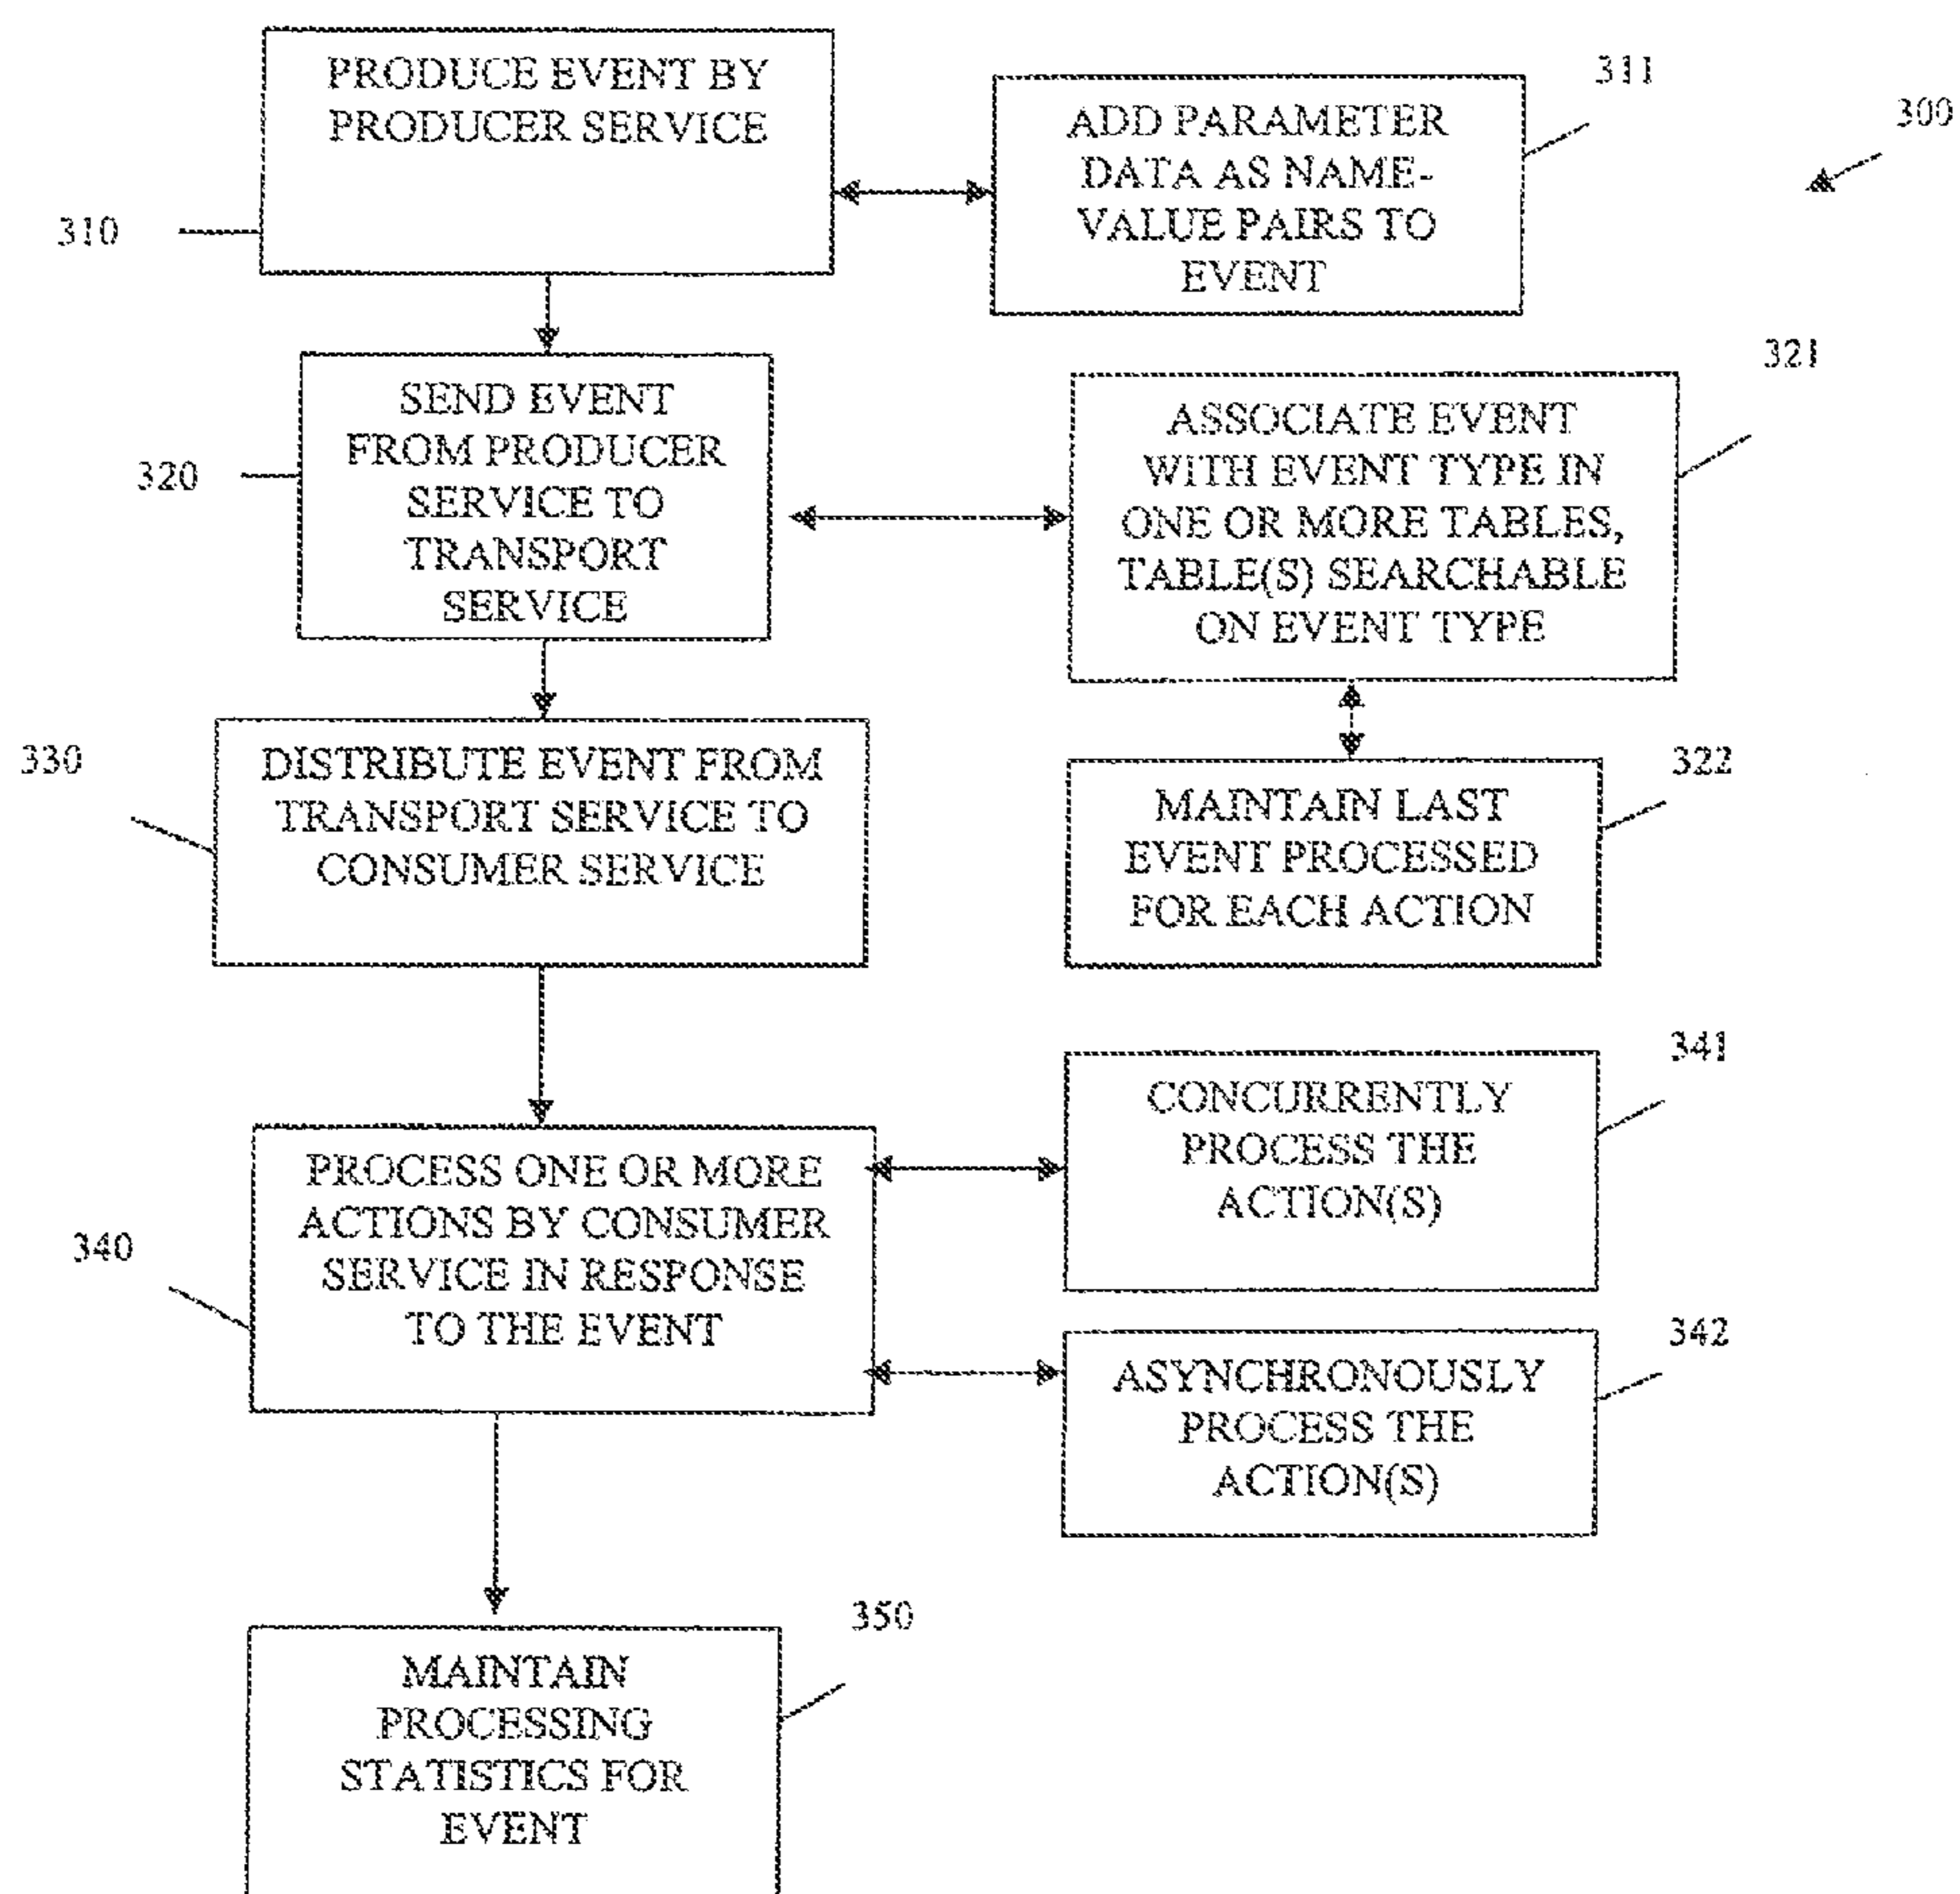 PRODUCE EVENT BY
PRODUCER SERVICE
310
ADD PARAMETER
DATA AS NAME-
VALUE PAIRS TO
EVENT
311
300
SEND EVENT
FROM PRODUCER
SERVICE TO
TRANSPORT
SERVICE
320
ASSOCIATE EVENT
WITH EVENT TYPE IN
ONE OR MORE TABLES,
TABLE(S) SEARCHABLE
ON EVENT TYPE
321
330
DISTRIBUTE EVENT FROM
TRANSPORT SERVICE TO
CONSUMER SERVICE
MAINTAIN LAST
EVENT PROCESSED
FOR EACH ACTION
322
PROCESS ONE OR MORE
ACTIONS BY CONSUMER
SERVICE IN RESPONSE
TO THE EVENT
340
CONCURRENTLY
PROCESS THE
ACTION(S)
341
ASYNCHRONOUSLY
PROCESS THE
ACTION(S)
342
MAINTAIN
PROCESSING
STATISTICS FOR
EVENT
350